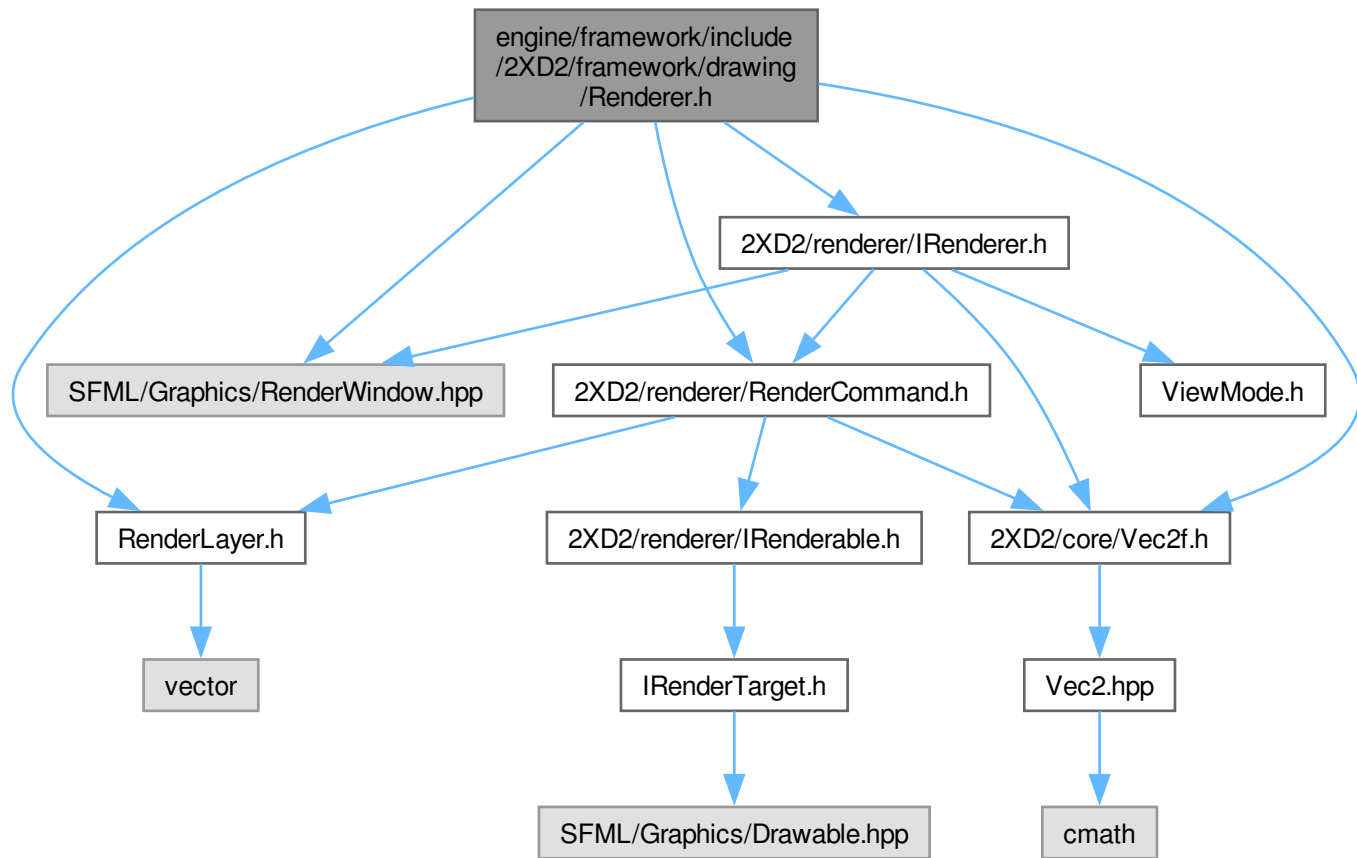 engine/framework/include
/2XD2/framework/drawing
/Renderer.h
2XD2/renderer/IRenderer.h
SFML/Graphics/RenderWindow.hpp
2XD2/renderer/RenderCommand.h
ViewMode.h
RenderLayer.h
2XD2/renderer/IRenderable.h
2XD2/core/Vec2f.h
vector
IRenderTarget.h
Vec2.hpp
SFML/Graphics/Drawable.hpp
cmath